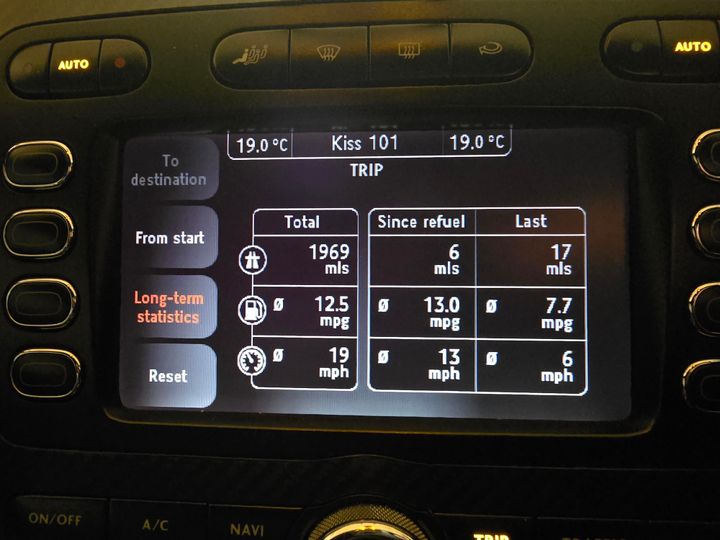 AUTO
AUTO
19.0 °C Kiss 101 19.0 °C
TRIP
To
destination
From start
Long-term
statistics
Reset
Total Since refuel Last
1969 6 17
mls mls mls
Ø 12.5 Ø 13.0 Ø 7.7
mpg mpg mpg
Ø 19 Ø 13 Ø 6
mph mph mph
ON/OFF A/C NAVI TRIP